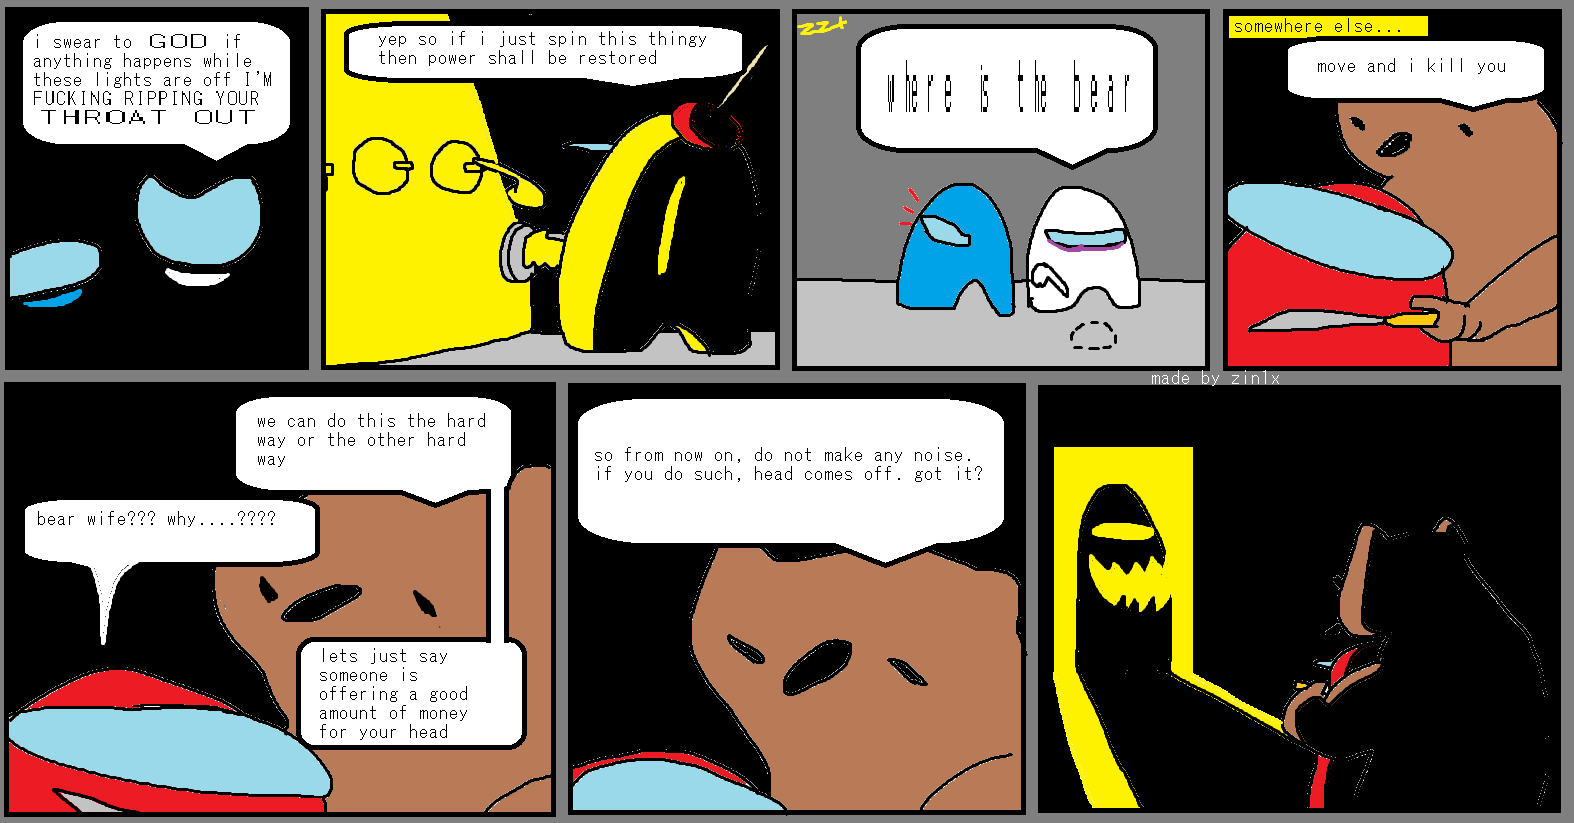 i swear to GOD if
anything happens while
these lights are off I'M
FUCKING RIPPING YOUR
THROAT OUT
yep so if i just spin this thingy
then power shall be restored
zzt
where is the bear
somewhere else...
move and i kill you
made by zin1x
we can do this the hard
way or the other hard
way
bear wife??? why....????
lets just say
someone is
offering a good
amount of money
for your head
so from now on, do not make any noise.
if you do such, head comes off. got it?